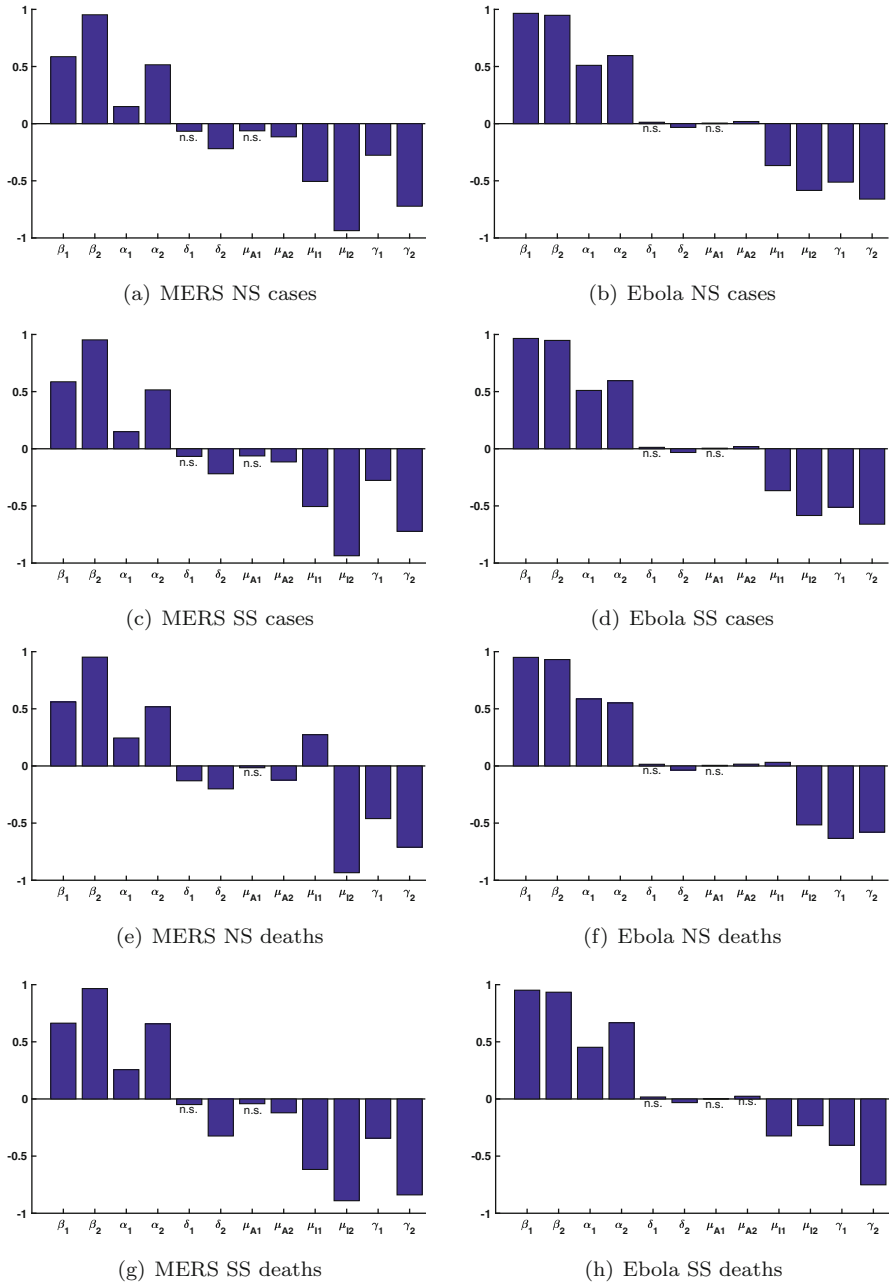 1
0.5
0
-0.5
-1
n.s.
n.s.
β1 β2 α1 α2 δ1 δ2 μA1 μA2 μI1 μI2 γ1 γ2
(a) MERS NS cases
1
0.5
0
-0.5
-1
n.s.
n.s.
β1 β2 α1 α2 δ1 δ2 μA1 μA2 μI1 μI2 γ1 γ2
(b) Ebola NS cases
1
0.5
0
-0.5
-1
n.s.
n.s.
β1 β2 α1 α2 δ1 δ2 μA1 μA2 μI1 μI2 γ1 γ2
(c) MERS SS cases
1
0.5
0
-0.5
-1
n.s.
n.s.
β1 β2 α1 α2 δ1 δ2 μA1 μA2 μI1 μI2 γ1 γ2
(d) Ebola SS cases
1
0.5
0
-0.5
-1
n.s.
β1 β2 α1 α2 δ1 δ2 μA1 μA2 μI1 μI2 γ1 γ2
(e) MERS NS deaths
1
0.5
0
-0.5
-1
n.s.
n.s.
β1 β2 α1 α2 δ1 δ2 μA1 μA2 μI1 μI2 γ1 γ2
(f) Ebola NS deaths
1
0.5
0
-0.5
-1
n.s.
n.s.
β1 β2 α1 α2 δ1 δ2 μA1 μA2 μI1 μI2 γ1 γ2
(g) MERS SS deaths
1
0.5
0
-0.5
-1
n.s.
n.s.
n.s.
β1 β2 α1 α2 δ1 δ2 μA1 μA2 μI1 μI2 γ1 γ2
(h) Ebola SS deaths